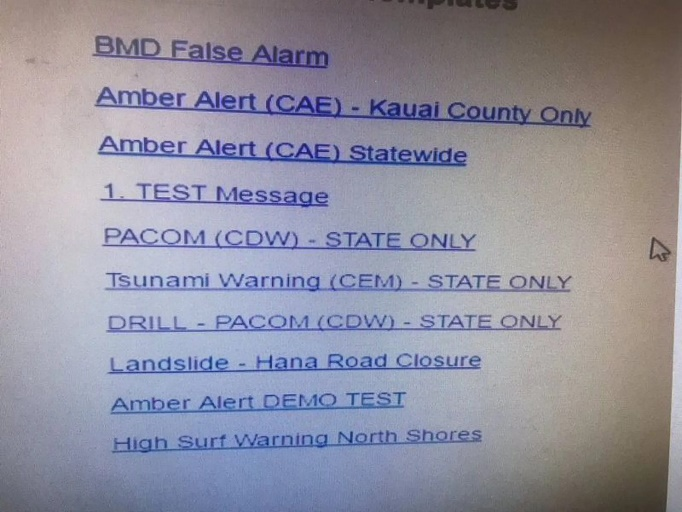 BMD False Alarm
Amber Alert (CAE) - Kauai County Only
Amber Alert (CAE) Statewide
1. TEST Message
PACOM (CDW) - STATE ONLY
Tsunami Warning (CEM) - STATE ONLY
DRILL - PACOM (CDW) - STATE ONLY
Landslide - Hana Road Closure
Amber Alert DEMO TEST
High Surf Warning North Shores